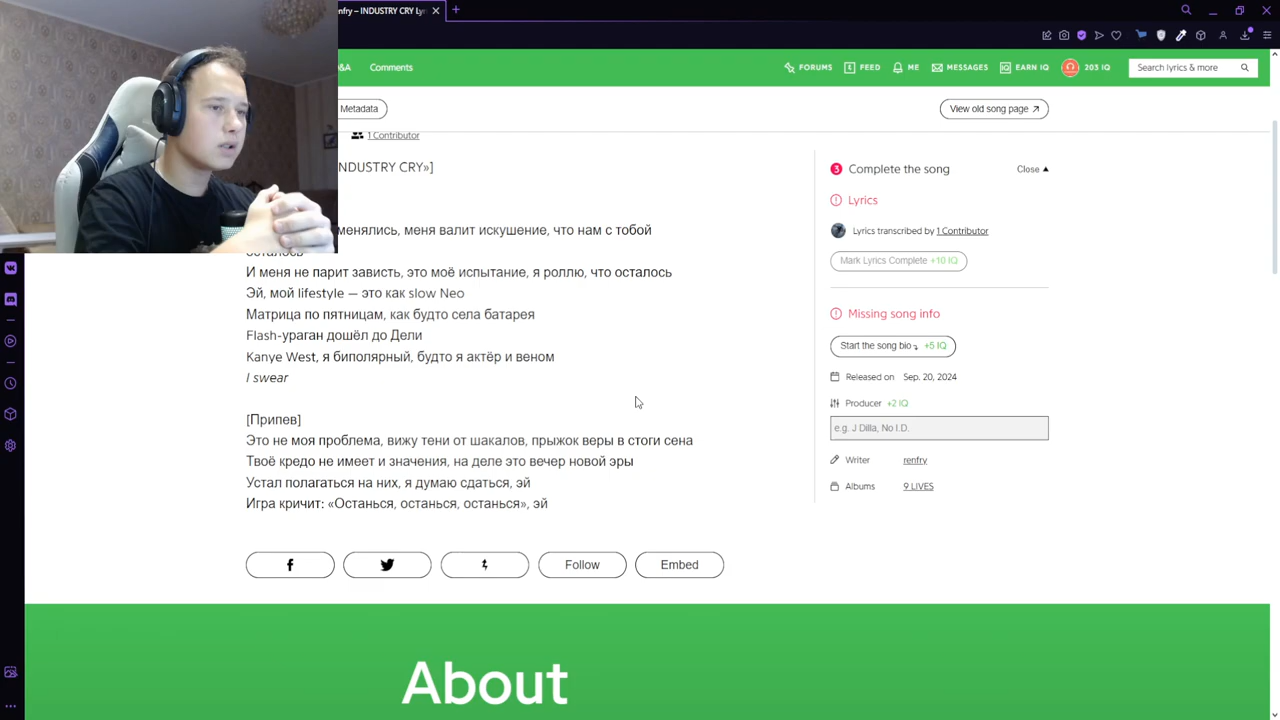 nfry – INDUSTRY CRY Ly
&A Comments FORUMS FEED ME MESSAGES EARN IQ 203 IQ Search lyrics & more
Metadata View old song page
1 Contributor
NDUSTRY CRY»]
менялись, меня валит искушение, что нам с тобой
осталось
И меня не парит зависть, это моё испытание, я роллю, что осталось
Эй, мой lifestyle — это как slow Neo
Матрица по пятницам, как будто села батарея
Flash-ураган дошёл до Дели
Kanye West, я биполярный, будто я актёр и веном
I swear
[Припев]
Это не моя проблема, вижу тени от шакалов, прыжок веры в стоги сена
Твоё кредо не имеет и значения, на деле это вечер новой эры
Устал полагаться на них, я думаю сдаться, эй
Игра кричит: «Останься, останься, останься», эй
Follow Embed
About
3 Complete the song Close
Lyrics
Lyrics transcribed by 1 Contributor
Mark Lyrics Complete +10 IQ
Missing song info
Start the song bio +5 IQ
Released on Sep. 20, 2024
Producer +2 IQ
e.g. J Dilla, No I.D.
Writer renfry
Albums 9 LIVES